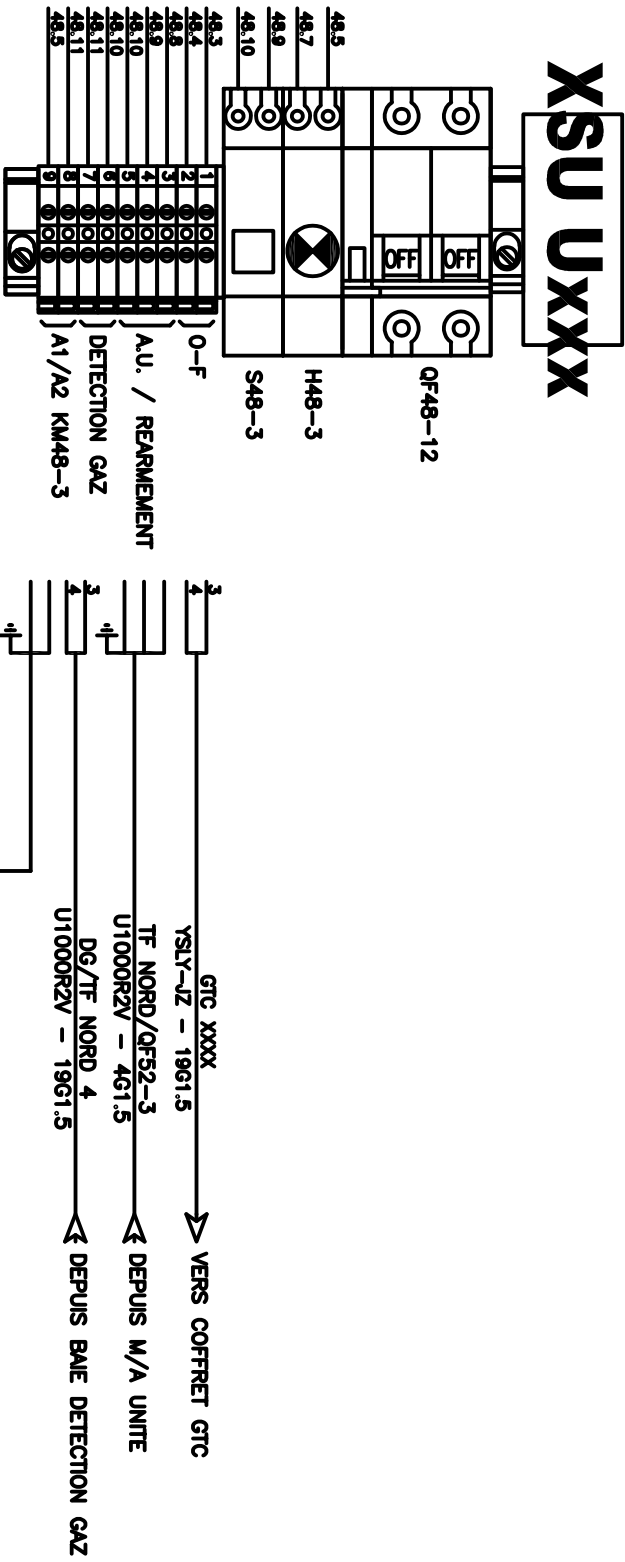 XSU Uxxx
48.5
48.7
48.9
48.10
48.3
48.4
48.8
48.9
48.10
48.10
48.11
48.11
48.5
OFF
OFF
QF48-12
H48-3
S48-3
1
2
3
4
5
6
7
8
9
O-F
A.U. / REARMEMENT
DETECTION GAZ
A1/A2 KM48-3
3
4
GTC XXXX
YSLY-JZ - 19G1.5
VERS COFFRET GTC
TF NORD/QF52-3
U1000R2V - 4G1.5
DEPUIS M/A UNITE
3
4
DG/TF NORD 4
U1000R2V - 19G1.5
DEPUIS BAIE DETECTION GAZ